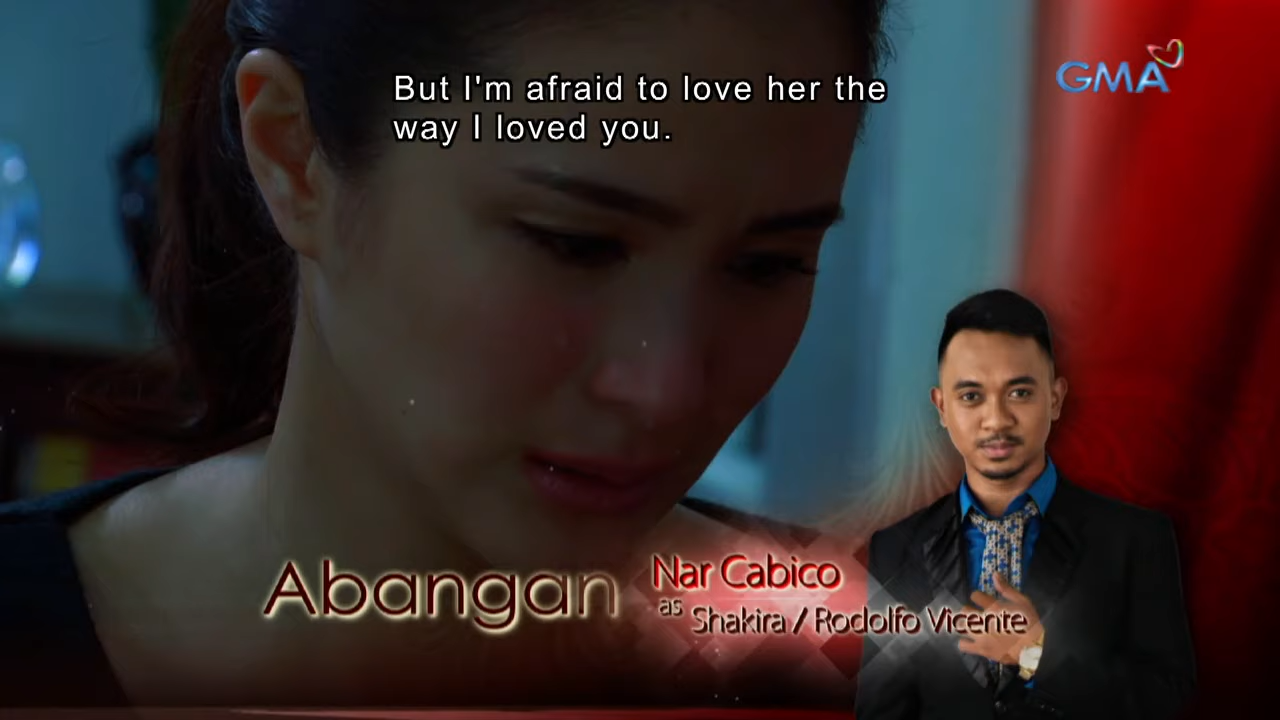 But I'm afraid to love her the
way I loved you.
GMA
Abangan
Nar Cabico
as Shakira / Rodolfo Vicente